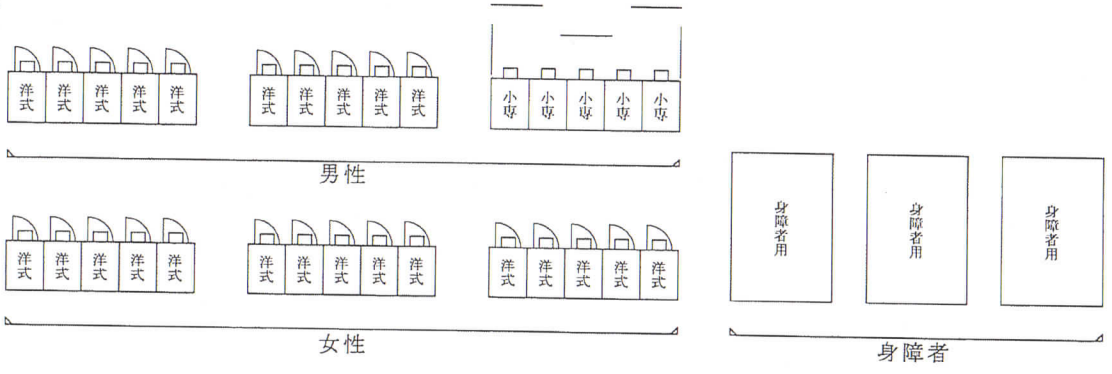 洋式 洋式 洋式 洋式 洋式 洋式 洋式 洋式 洋式 洋式 小専 小専 小専 小専 小専
男性
洋式 洋式 洋式 洋式 洋式 洋式 洋式 洋式 洋式 洋式 洋式 洋式 洋式 洋式 洋式
女性
身障者用 身障者用 身障者用
身障者